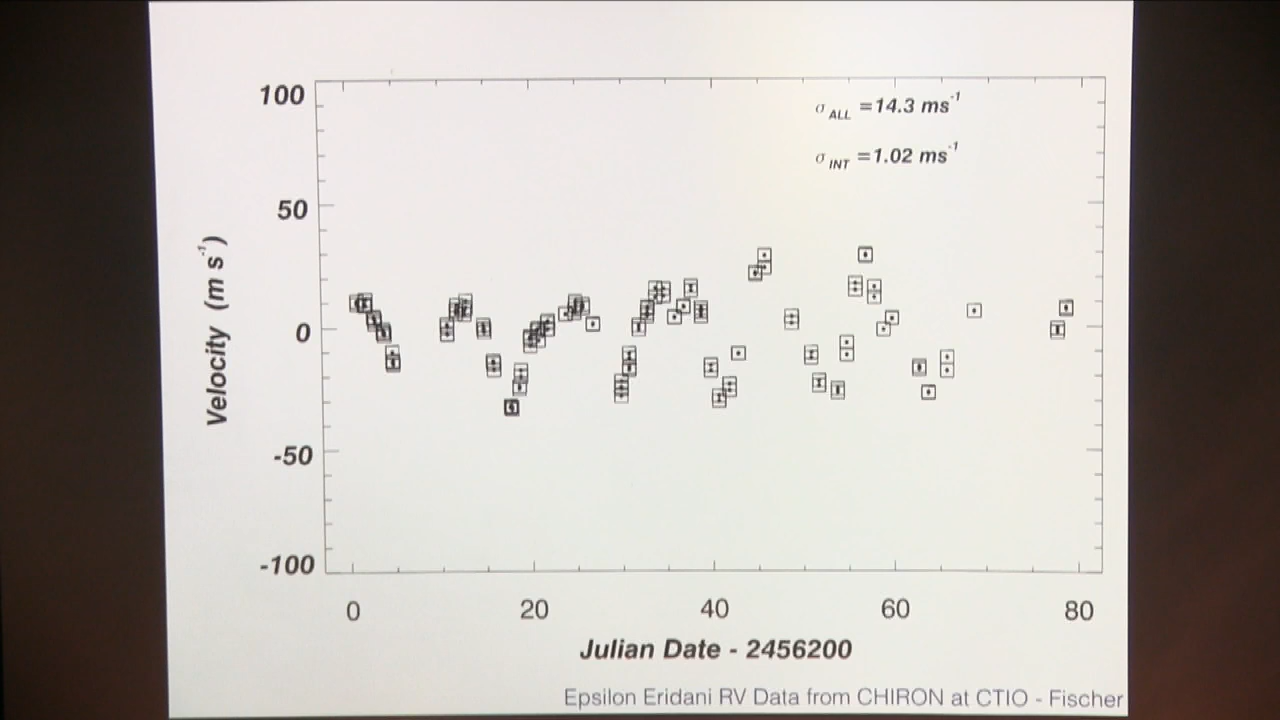 100
50
0
-50
-100
Velocity (m s⁻¹)
σ ALL =14.3 ms⁻¹
σ INT =1.02 ms⁻¹
0 20 40 60 80
Julian Date - 2456200
Epsilon Eridani RV Data from CHIRON at CTIO - Fischer